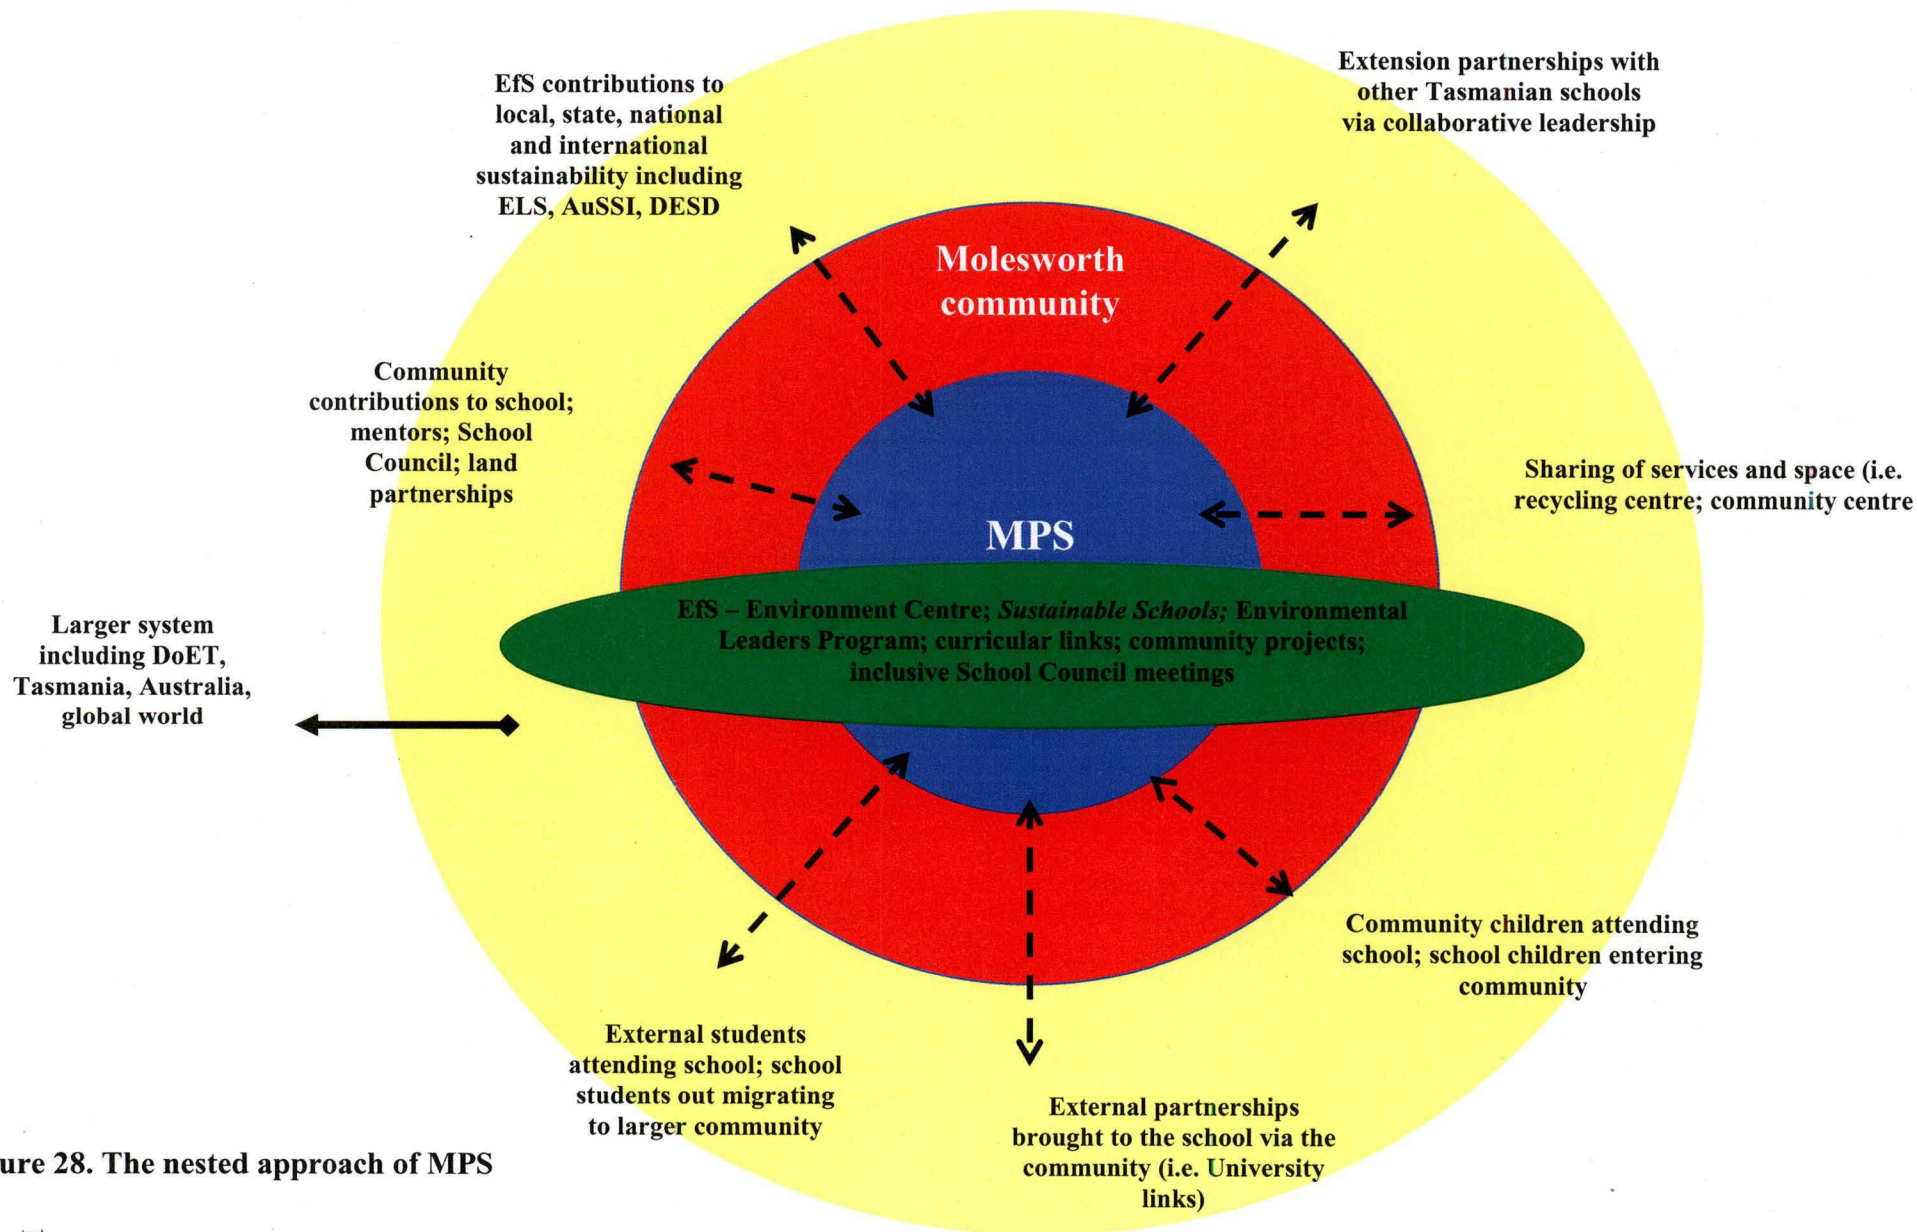 EfS contributions to
local, state, national
and international
sustainability including
ELS, AuSSI, DESD
Extension partnerships with
other Tasmanian schools
via collaborative leadership
Molesworth
community
Community
contributions to school;
mentors; School
Council; land
partnerships
Sharing of services and space (i.e.
recycling centre; community centre
MPS
EfS – Environment Centre; Sustainable Schools; Environmental
Leaders Program; curricular links; community projects;
inclusive School Council meetings
Larger system
including DoET,
Tasmania, Australia,
global world
Community children attending
school; school children entering
community
External students
attending school; school
students out migrating
to larger community
External partnerships
brought to the school via the
community (i.e. University
links)
ure 28. The nested approach of MPS